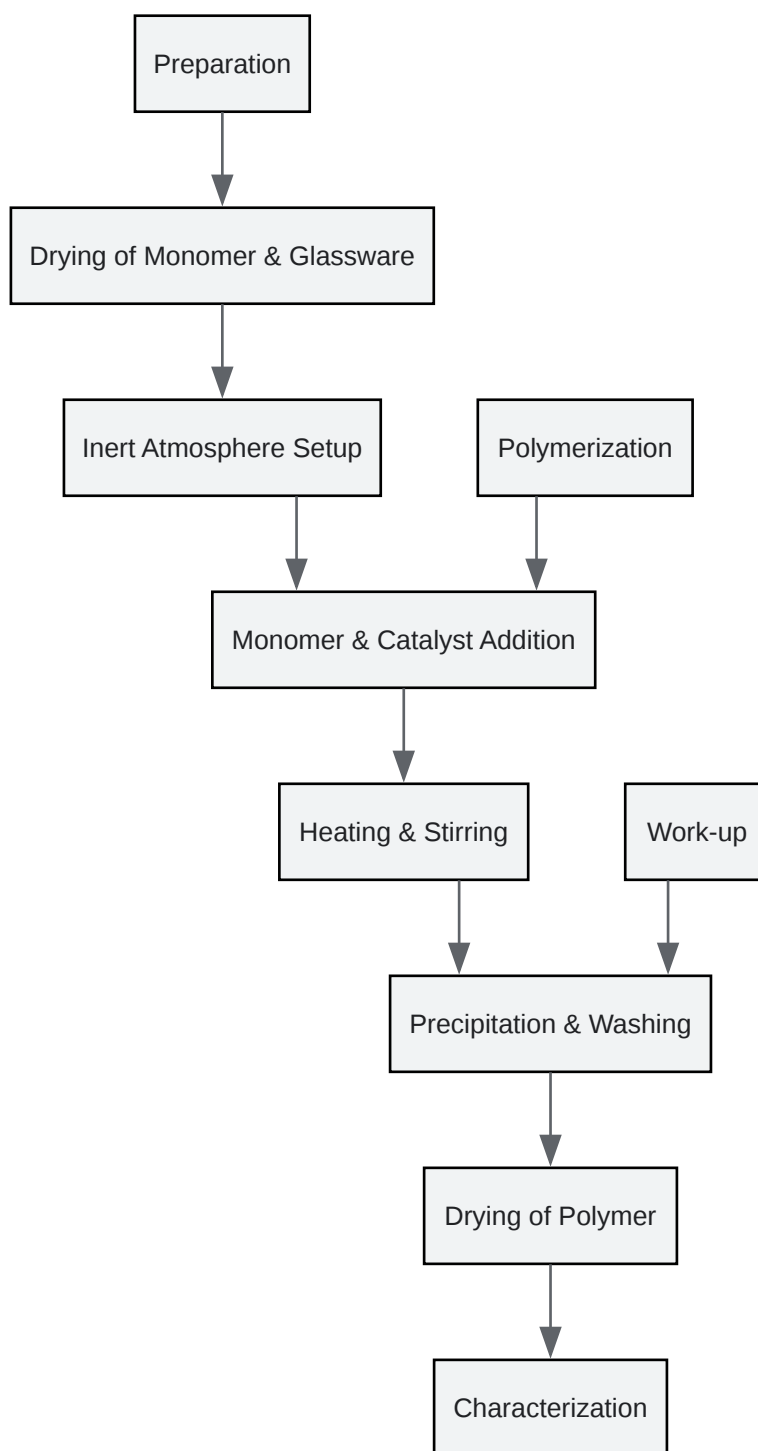 Preparation
Drying of Monomer & Glassware
Inert Atmosphere Setup
Polymerization
Monomer & Catalyst Addition
Heating & Stirring
Work-up
Precipitation & Washing
Drying of Polymer
Characterization